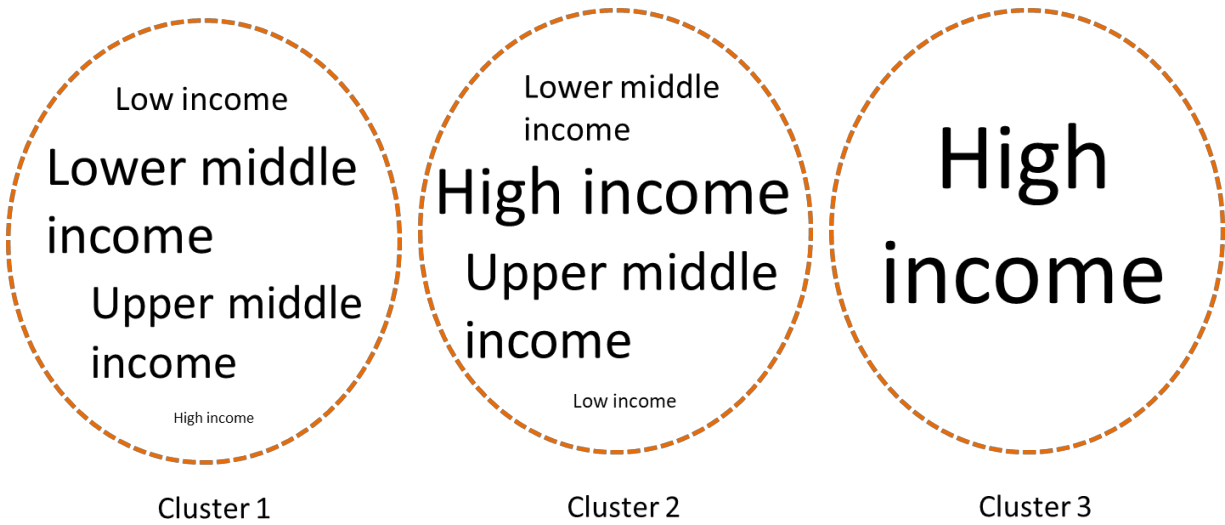 Low income
Lower middle
income
Upper middle
income
High income
Cluster 1
Lower middle
income
High income
Upper middle
income
Low income
Cluster 2
High
income
Cluster 3